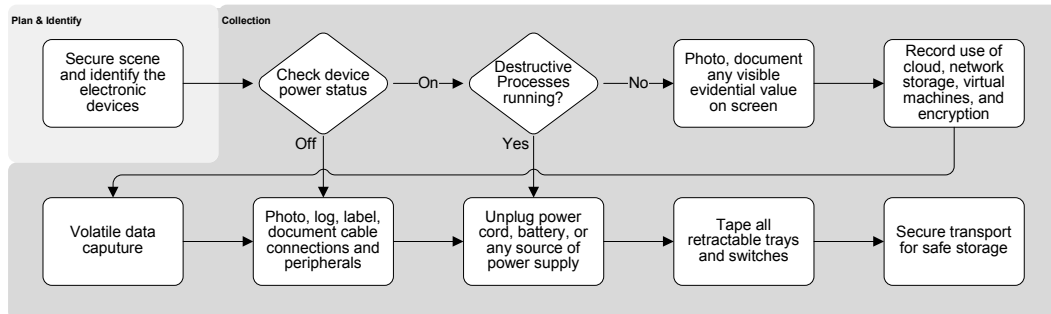 Plan & Identify
Collection
Secure scene
and identify the
electronic
devices
Check device
power status
On
Destructive
Processes
running?
No
Photo, document
any visible
evidential value
on screen
Record use of
cloud, network
storage, virtual
machines, and
encryption
Off
Yes
Volatile data
caputure
Photo, log, label,
document cable
connections and
peripherals
Unplug power
cord, battery, or
any source of
power supply
Tape all
retractable trays
and switches
Secure transport
for safe storage